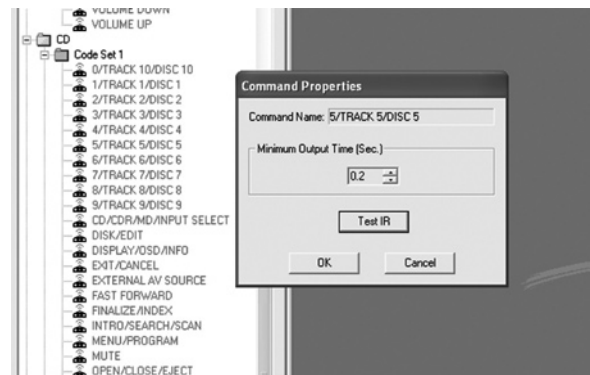 VOLUME DOWN
VOLUME UP
CD
Code Set 1
0/TRACK 10/DISC 10
1/TRACK 1/DISC 1
2/TRACK 2/DISC 2
3/TRACK 3/DISC 3
4/TRACK 4/DISC 4
5/TRACK 5/DISC 5
6/TRACK 6/DISC 6
7/TRACK 7/DISC 7
8/TRACK 8/DISC 8
9/TRACK 9/DISC 9
CD/CDR/MD/INPUT SELECT
DISK/EDIT
DISPLAY/OSD/INFO
EXIT/CANCEL
EXTERNAL AV SOURCE
FAST FORWARD
FINALIZE/INDEX
INTRO/SEARCH/SCAN
MENU/PROGRAM
MUTE
OPEN/CLOSE/EJECT
Command Properties
Command Name: 5/TRACK 5/DISC 5
Minimum Output Time (Sec.)
0.2
Test IR
OK Cancel